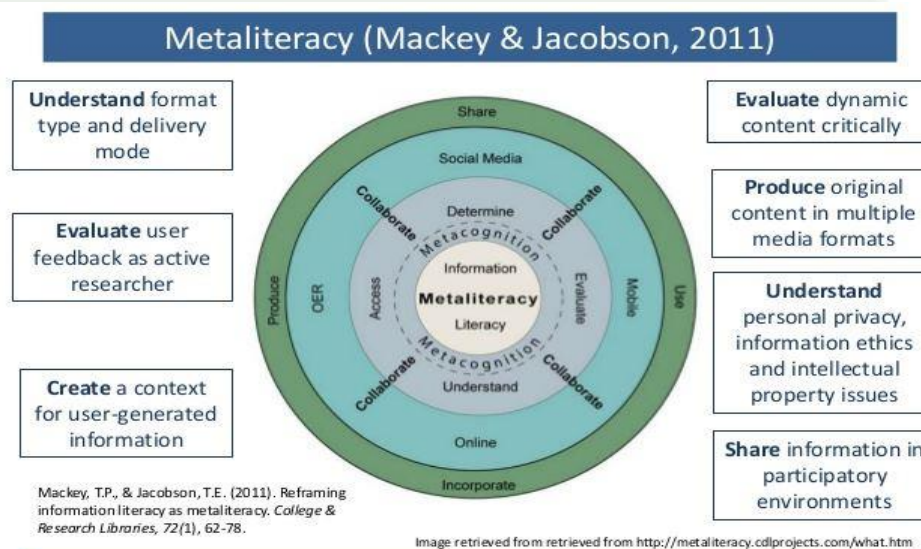 Metaliteracy (Mackey & Jacobson, 2011)
Understand format
type and delivery
mode
Evaluate user
feedback as active
researcher
Create a context
for user-generated
information
Share
Social Media
Collaborate
Collaborate
Determine
Metacognition
Information
Metaliteracy
Literacy
Metacognition
Understand
Produce
OER
Access
Evaluate
Mobile
Use
Collaborate
Collaborate
Online
Incorporate
Evaluate dynamic
content critically
Produce original
content in multiple
media formats
Understand
personal privacy,
information ethics
and intellectual
property issues
Share information in
participatory
environments
Mackey, T.P., & Jacobson, T.E. (2011). Reframing
information literacy as metaliteracy. College &
Research Libraries, 72(1), 62-78.
Image retrieved from retrieved from http://metaliteracy.cdlprojects.com/what.htm